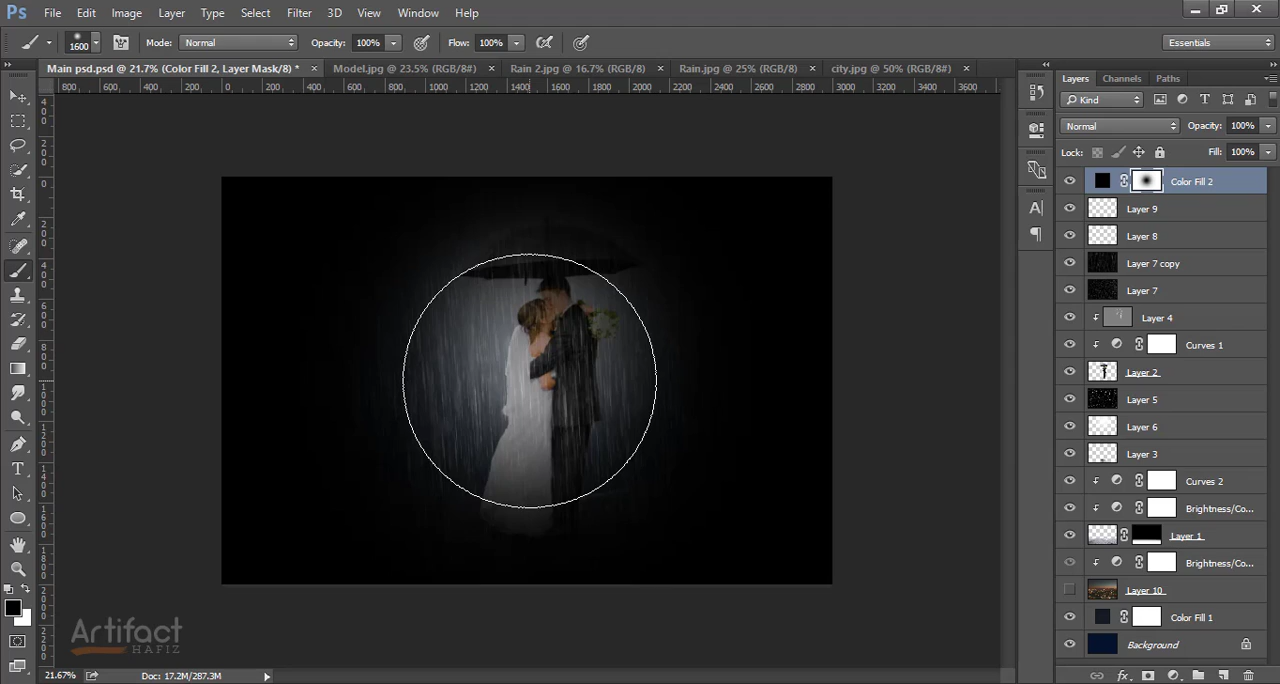 Ps File Edit Image Layer Type Select Filter 3D View Window Help
1600 Mode: Normal Opacity: 100% Flow: 100% Essentials
Main psd.psd @ 21.7% (Color Fill 2, Layer Mask/8) * × Model.jpg @ 23.5% (RGB/8#) × Rain 2.jpg @ 16.7% (RGB/8) × Rain.jpg @ 25% (RGB/8) × city.jpg @ 50% (RGB/8#) ×
800 600 400 200 0 200 400 600 800 1000 1200 1400 1600 1800 2000 2200 2400 2600 2800 3000 3200 3400 3600
Layers Channels Paths
Kind
Normal Opacity: 100%
Lock: Fill: 100%
Color Fill 2
Layer 9
Layer 8
Layer 7 copy
Layer 7
Layer 4
Curves 1
Layer 2
Layer 5
Layer 6
Layer 3
Curves 2
Brightness/Co...
Layer 1
Brightness/Co...
Layer 10
Color Fill 1
Background
Artifact
HAFIZ
21.67% Doc: 17.2M/287.3M